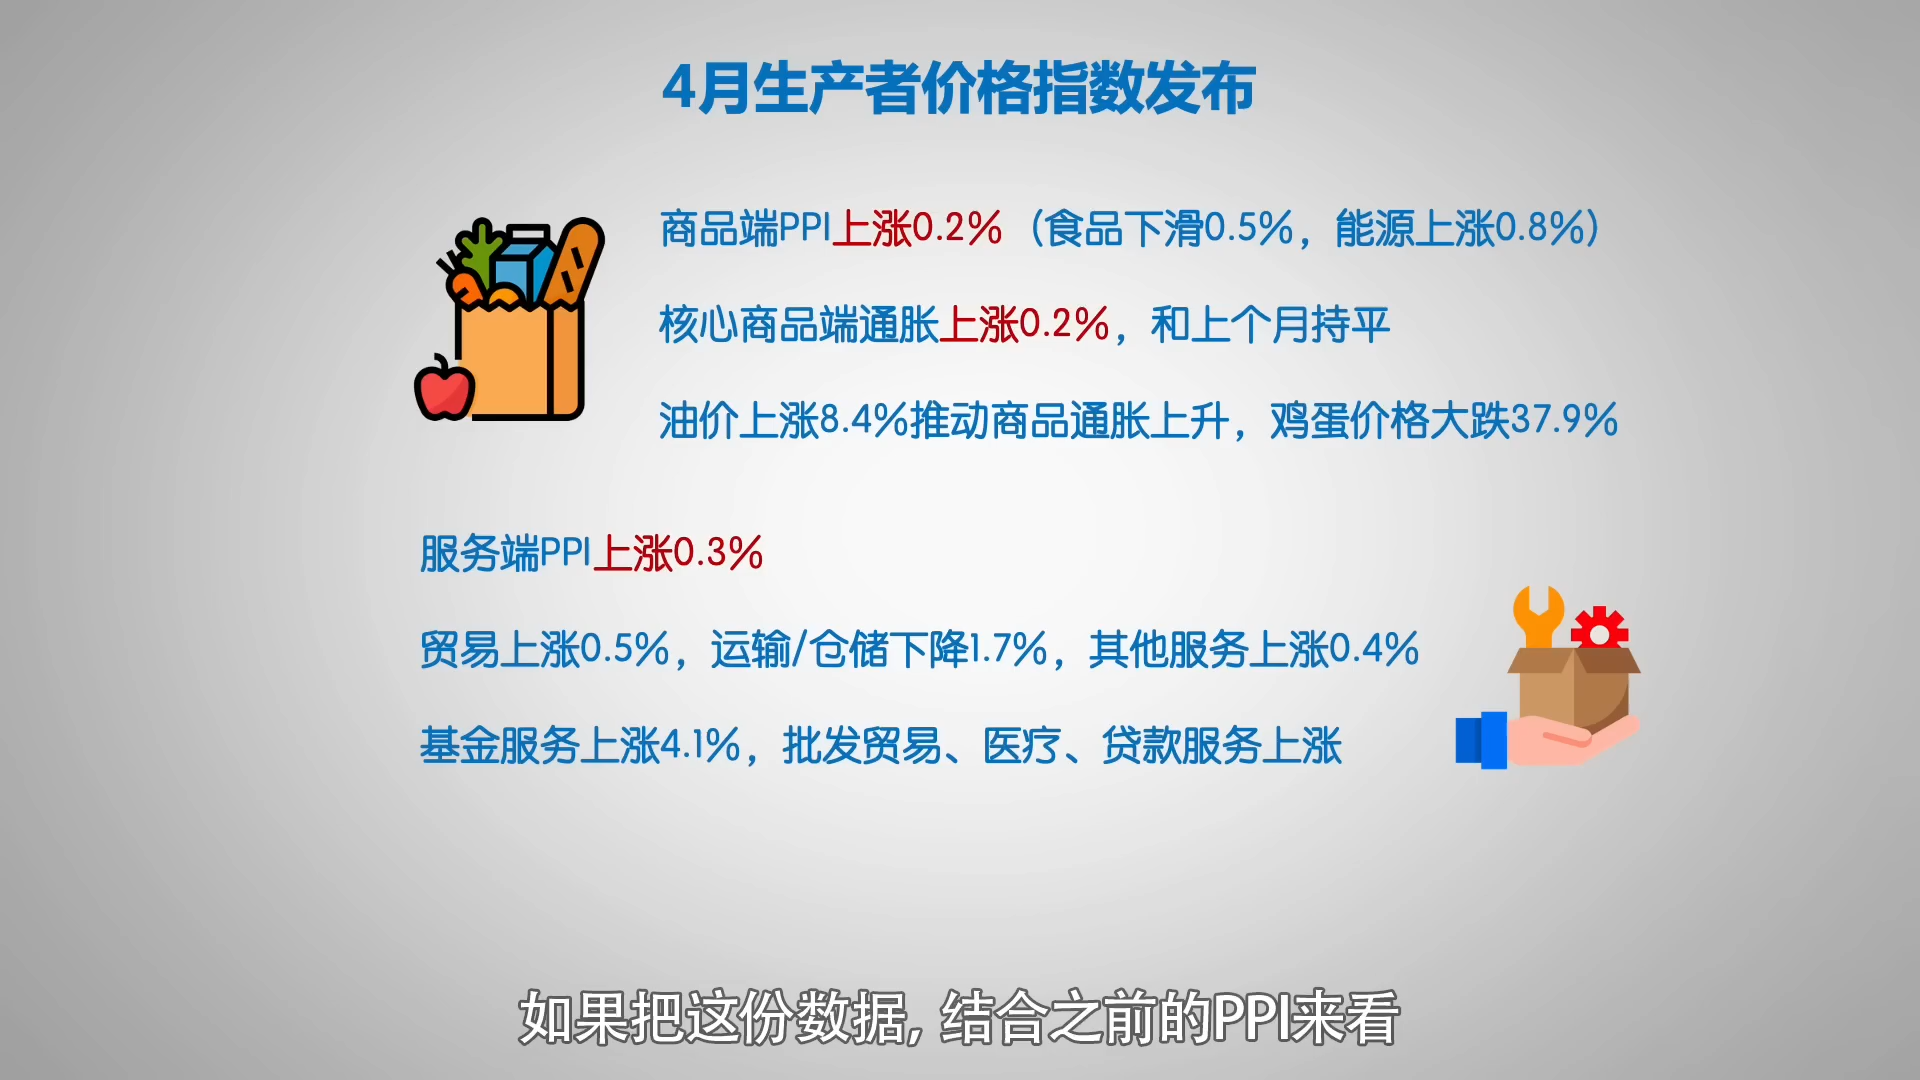 4月生产者价格指数发布
商品端PPI上涨0.2%（食品下滑0.5%，能源上涨0.8%）
核心商品端通胀上涨0.2%，和上个月持平
油价上涨8.4%推动商品通胀上升，鸡蛋价格大跌37.9%
服务端PPI上涨0.3%
贸易上涨0.5%，运输/仓储下降1.7%，其他服务上涨0.4%
基金服务上涨4.1%，批发贸易、医疗、贷款服务上涨
如果把这份数据，结合之前的PPI来看